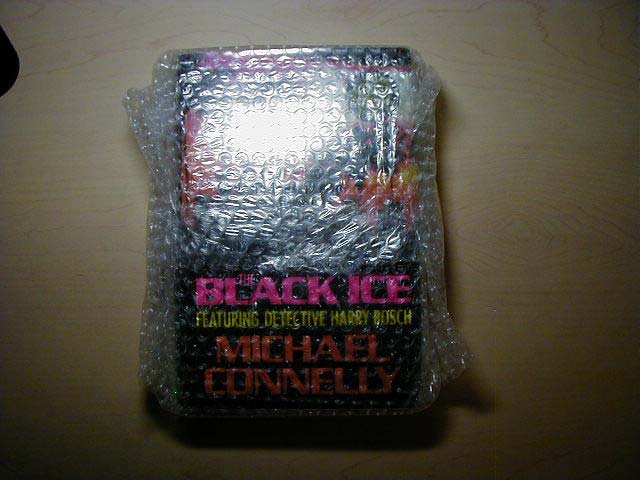 THE
BLACK ICE
FEATURING DETECTIVE HARRY BOSCH
MICHAEL
CONNELLY